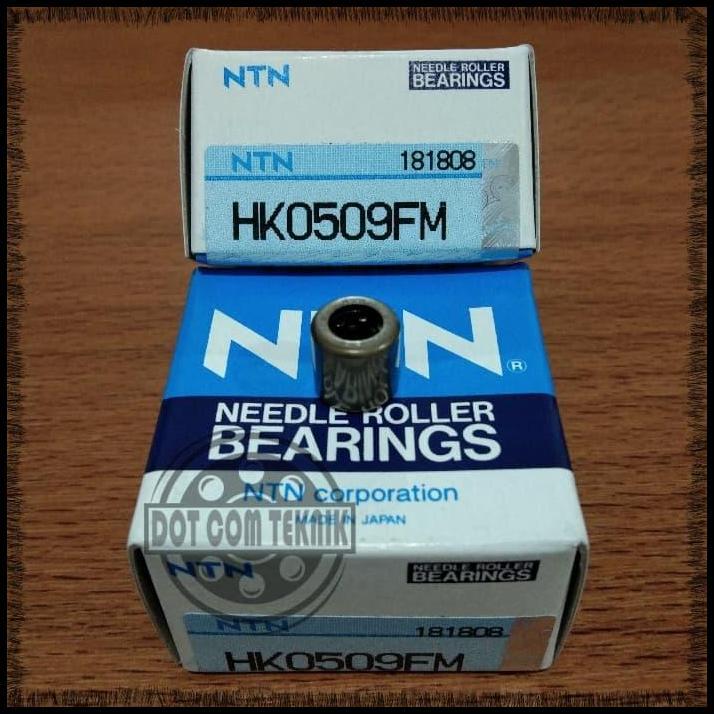 NTN
NEEDLE ROLLER
BEARINGS
NTN
181808
HK0509FM
NTN
®
NEEDLE ROLLER
BEARINGS
NTN corporation
MADE IN JAPAN
DOT COM TEKNIK
NTN
NEEDLE ROLLER
BEARINGS
NTN
181808
HK0509FM